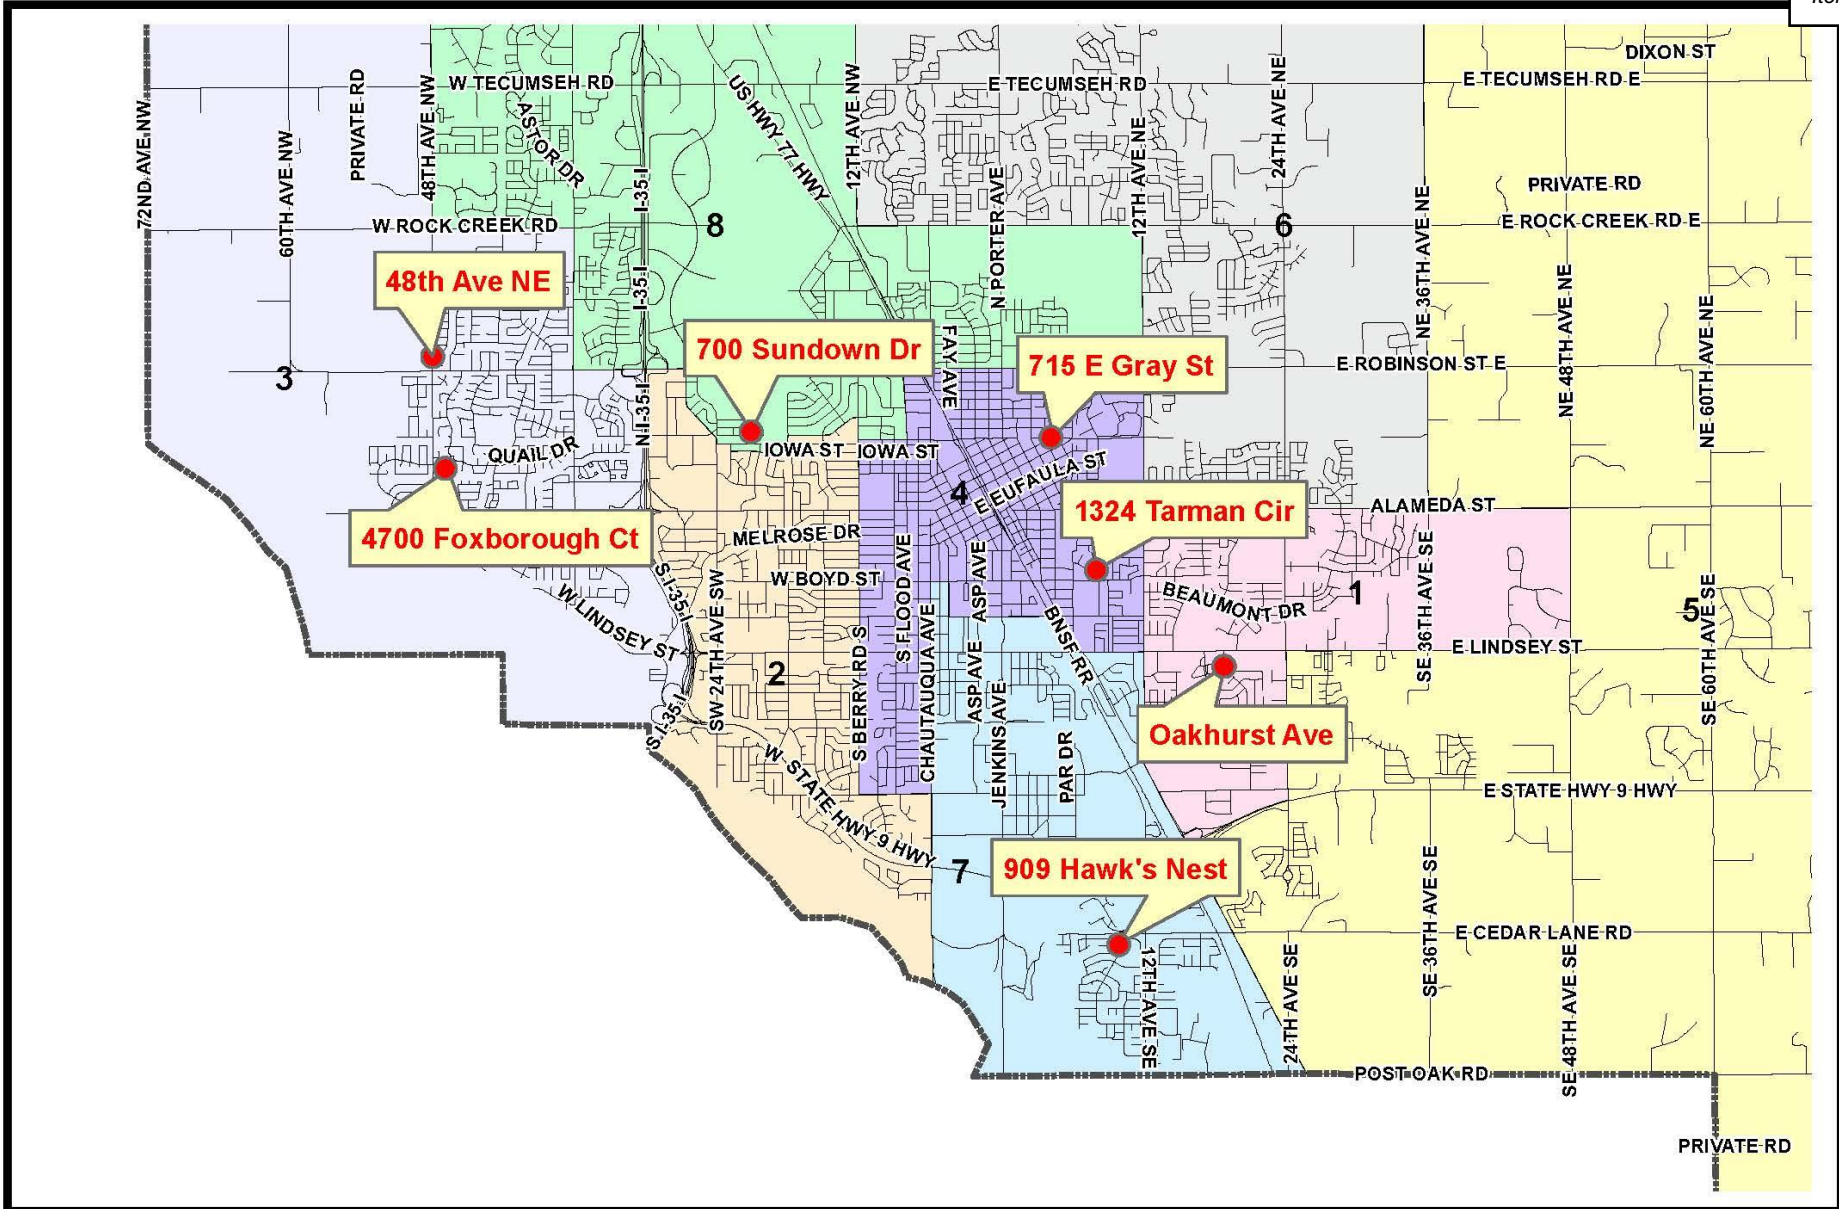 DIXON ST
W TECUMSEH RD
E TECUMSEH RD
E TECUMSEH RD E
72ND AVE NW
60TH AVE NW
PRIVATE RD
48TH AVE NW
ASTOR DR
I-35 I
US HWY 77 HWY
12TH AVE NW
N PORTER AVE
12TH AVE NE
24TH AVE NE
PRIVATE RD
W ROCK CREEK RD
8
6
E ROCK CREEK RD E
48th Ave NE
I-35 I
NE 36TH AVE NE
NE 48TH AVE NE
NE 60TH AVE NE
700 Sundown Dr
FAY AVE
715 E Gray St
E ROBINSON ST E
3
N I-35 I
QUAIL DR
IOWA ST
IOWA ST
4
E EUFAULA ST
4700 Foxborough Ct
1324 Tarman Cir
ALAMEDA ST
MELROSE DR
W BOYD ST
S FLOOD AVE
ASP AVE
BEAUMONT DR
1
SE 36TH AVE SE
5
SE 60TH AVE SE
W LINDSEY ST
S I-35 I
SW 24TH AVE SW
2
S BERRY RD S
CHAUTAUQUA AVE
ASP AVE
JENKINS AVE
BNSF RR
PAR DR
E LINDSEY ST
Oakhurst Ave
S I-35 I
W STATE HWY 9 HWY
E STATE HWY 9 HWY
7
909 Hawk's Nest
SE 36TH AVE SE
E CEDAR LANE RD
12TH AVE SE
24TH AVE SE
SE 48TH AVE SE
POST OAK RD
PRIVATE RD